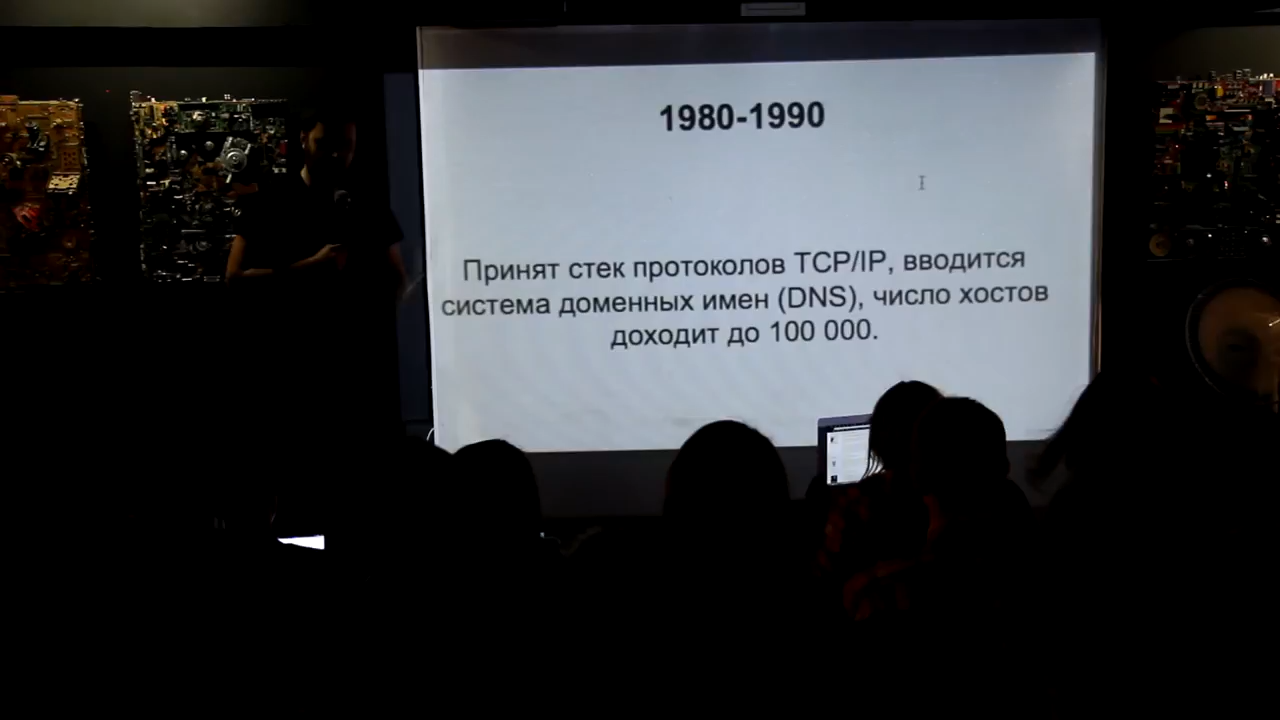 1980-1990
Принят стек протоколов TCP/IP, вводится
система доменных имен (DNS), число хостов
доходит до 100 000.